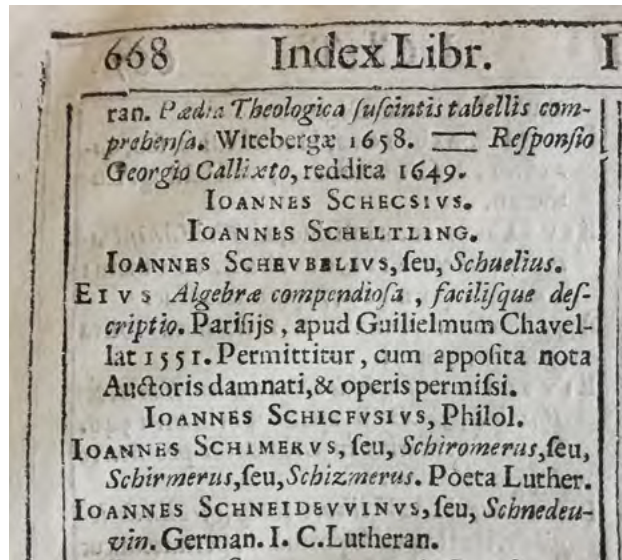 668 Index Libr. I
ran. Pædia Theologica ſuſcintis tabellis com-
prehenſa. Witebergæ 1658. Reſponſio
Georgio Callixto, reddita 1649.
IOANNES SCHECSIVS.
IOANNES SCHELTLING.
IOANNES SCHEVBBLIVS, ſeu, Schuelius.
EIVS Algebræ compendioſa, faciliſque deſ-
criptio. Pariſijs, apud Guilielmum Chavel-
lat 1551. Permittitur, cum appoſita nota
Auctoris damnati, & operis permiſsi.
IOANNES SCHICFVSIVS, Philol.
IOANNES SCHIMERVS, ſeu, Schiromerus, ſeu,
Schirmerus, ſeu, Schizmerus. Poeta Luther.
IOANNES SCHNEIDEVVINVS, ſeu, Schnedeu-
vin. German. I. C. Lutheran.